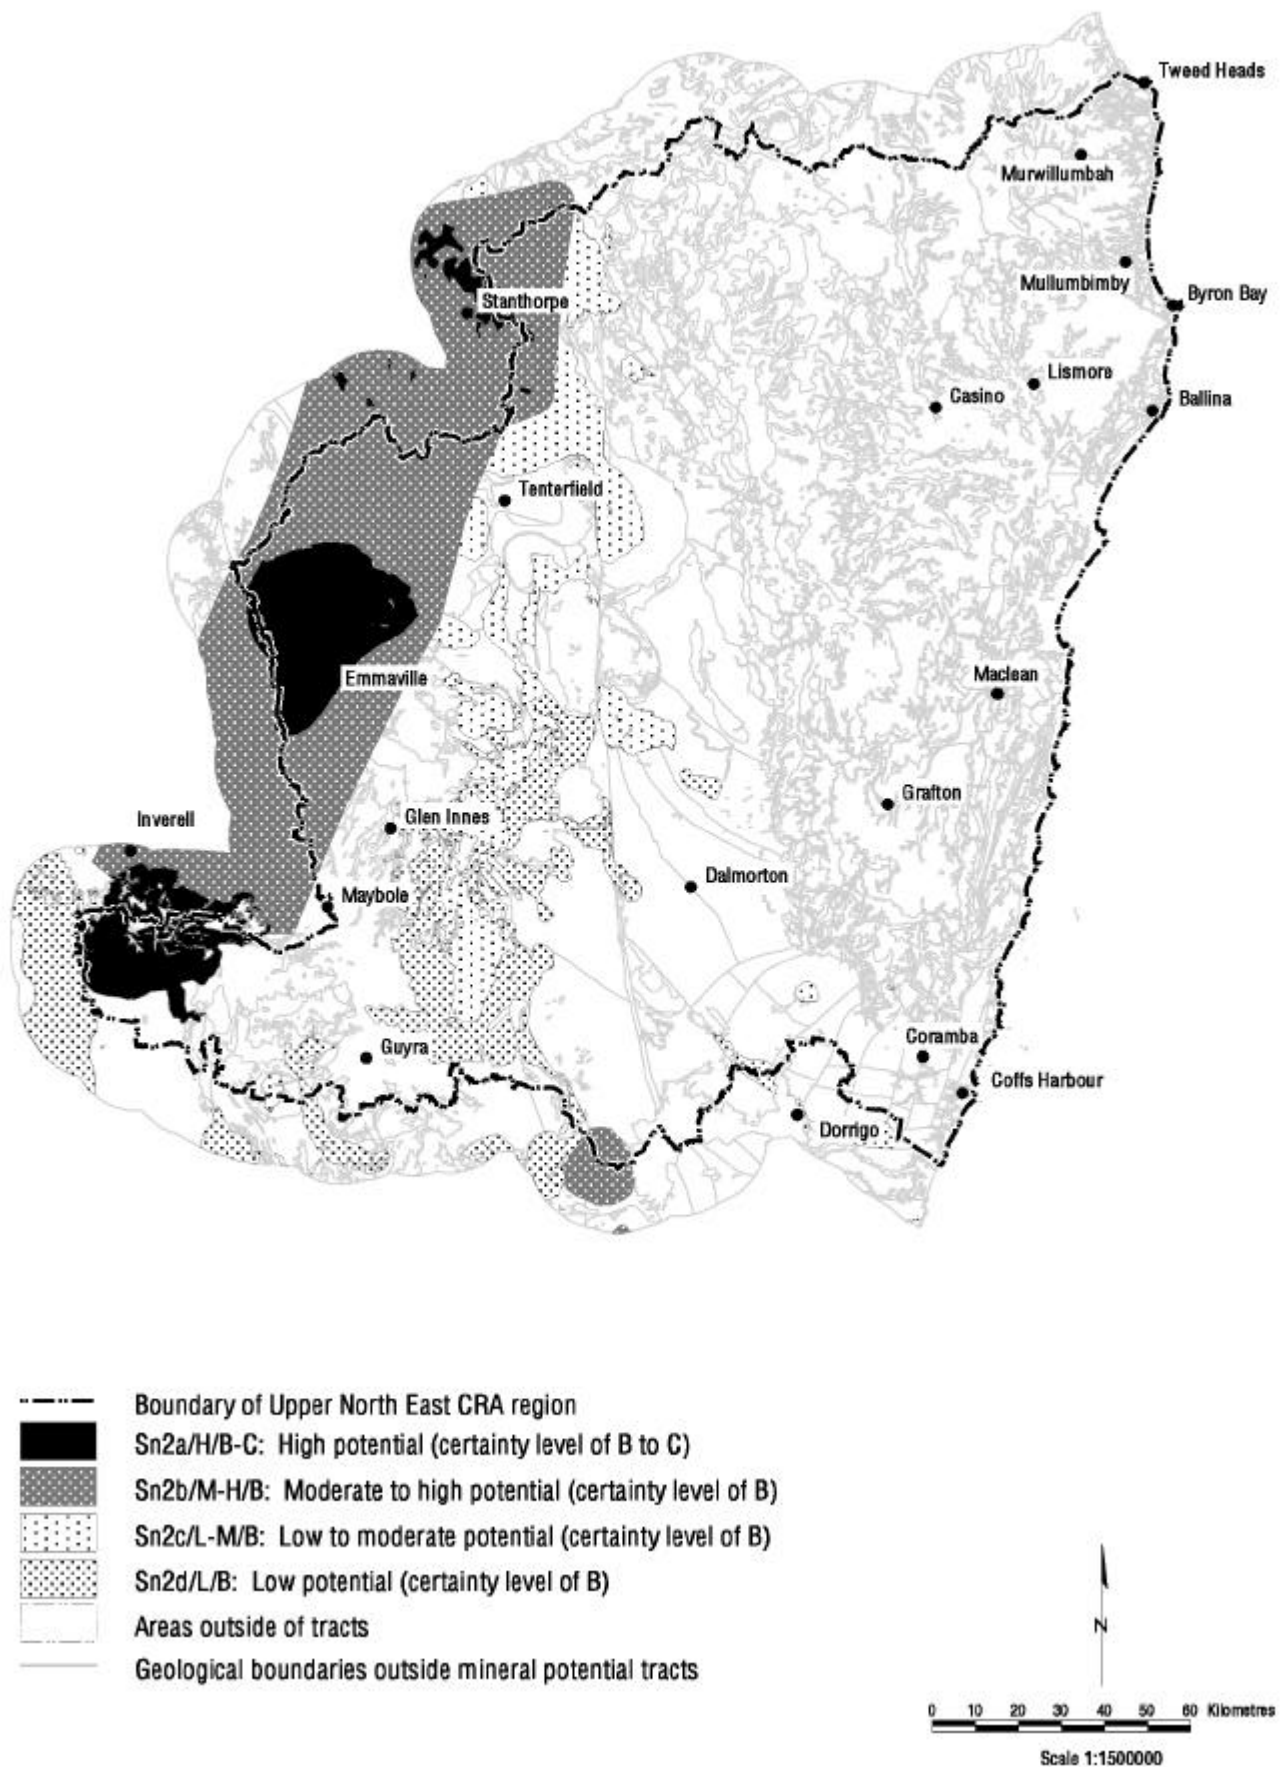 Tweed Heads
Murwillumbah
Mullumbimby
Byron Bay
Stanthorpe
Lismore
Casino
Ballina
Tenterfield
Emmaville
Maclean
Grafton
Inverell
Glen Innes
Dalmorton
Maybole
Guyra
Coramba
Coffs Harbour
Dorrigo
Boundary of Upper North East CRA region
Sn2a/H/B-C: High potential (certainty level of B to C)
Sn2b/M-H/B: Moderate to high potential (certainty level of B)
Sn2c/L-M/B: Low to moderate potential (certainty level of B)
Sn2d/L/B: Low potential (certainty level of B)
Areas outside of tracts
Geological boundaries outside mineral potential tracts
N
0 10 20 30 40 50 60 Kilometres
Scale 1:1500000